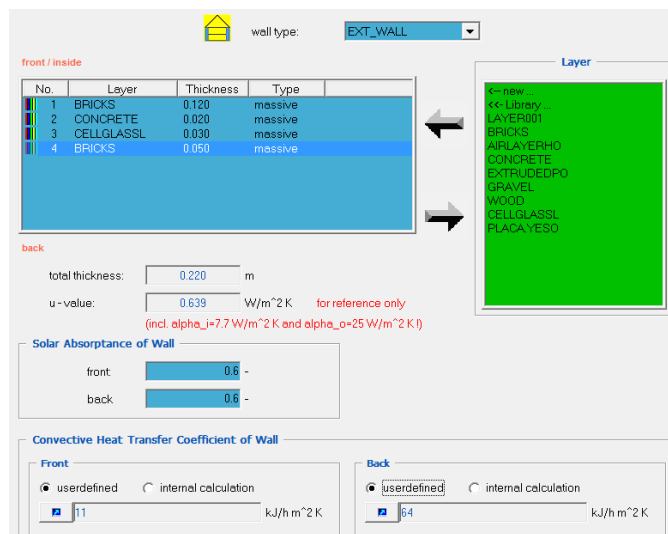 wall type: EXT_WALL
front / inside
Layer
No. Layer Thickness Type
1 BRICKS 0.120 massive
2 CONCRETE 0.020 massive
3 CELLGLASSL 0.030 massive
4 BRICKS 0.050 massive
<-- new ...
<<- Library ...
LAYER001
BRICKS
AIRLAYERHO
CONCRETE
EXTRUDEDPO
GRAVEL
WOOD
CELLGLASSL
PLACAYESO
back
total thickness: 0.220 m
u - value: 0.639 W/m^2 K for reference only
(incl. alpha_i=7.7 W/m^2 K and alpha_o=25 W/m^2 K !)
Solar Absorptance of Wall
front 0.6 -
back 0.6 -
Convective Heat Transfer Coefficient of Wall
Front
userdefined internal calculation
11 kJ/h m^2 K
Back
userdefined internal calculation
64 kJ/h m^2 K